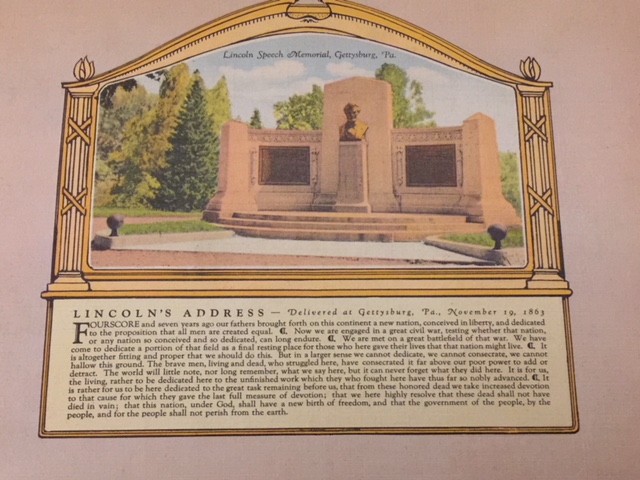 Lincoln Speech Memorial, Gettysburg, Pa.
LINCOLN'S ADDRESS — Delivered at Gettysburg, Pa., November 19, 1863
FOURSCORE and seven years ago our fathers brought forth on this continent a new nation, conceived in liberty, and dedicated
to the proposition that all men are created equal. ❡. Now we are engaged in a great civil war, testing whether that nation,
or any nation so conceived and so dedicated, can long endure. ❡. We are met on a great battlefield of that war. We have
come to dedicate a portion of that field as a final resting place for those who here gave their lives that that nation might live. ❡. It
is altogether fitting and proper that we should do this. But in a larger sense we cannot dedicate, we cannot consecrate, we cannot
hallow this ground. The brave men, living and dead, who struggled here, have consecrated it far above our poor power to add or
detract. The world will little note, nor long remember, what we say here, but it can never forget what they did here. It is for us,
the living, rather to be dedicated here to the unfinished work which they who fought here have thus far so nobly advanced. ❡. It
is rather for us to be here dedicated to the great task remaining before us, that from these honored dead we take increased devotion
to that cause for which they gave the last full measure of devotion; that we here highly resolve that these dead shall not have
died in vain; that this nation, under God, shall have a new birth of freedom, and that the government of the people, by the
people, and for the people shall not perish from the earth.